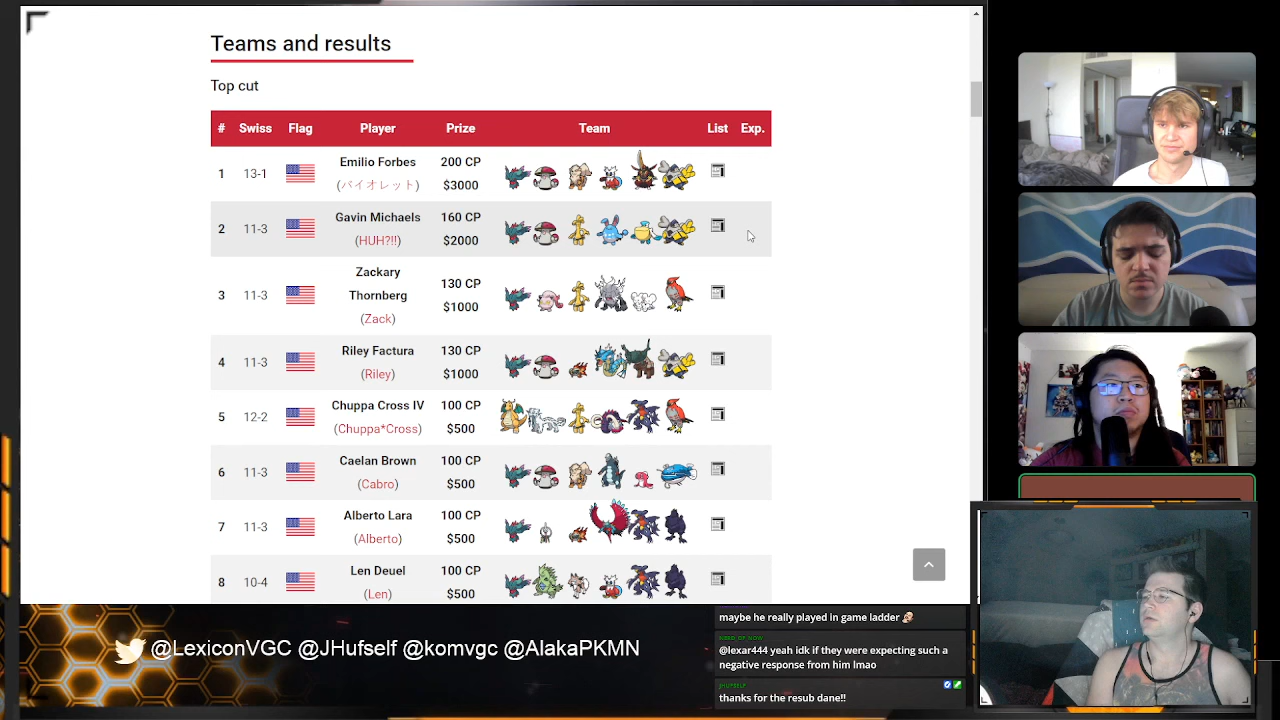 Teams and results
Top cut
# Swiss Flag Player Prize Team List Exp.
1 13-1 Emilio Forbes (バイオレット) 200 CP $3000
2 11-3 Gavin Michaels (HUH?!!) 160 CP $2000
3 11-3 Zackary Thornberg (Zack) 130 CP $1000
4 11-3 Riley Factura (Riley) 130 CP $1000
5 12-2 Chuppa Cross IV (Chuppa*Cross) 100 CP $500
6 11-3 Caelan Brown (Cabro) 100 CP $500
7 11-3 Alberto Lara (Alberto) 100 CP $500
8 10-4 Len Deuel (Len) 100 CP $500
@LexiconVGC @JHufself @komvgc @AlakaPKMN
maybe he really played in game ladder
@lexar444 yeah idk if they were expecting such a
negative response from him lmao
JHUFSELF
thanks for the resub dane!!